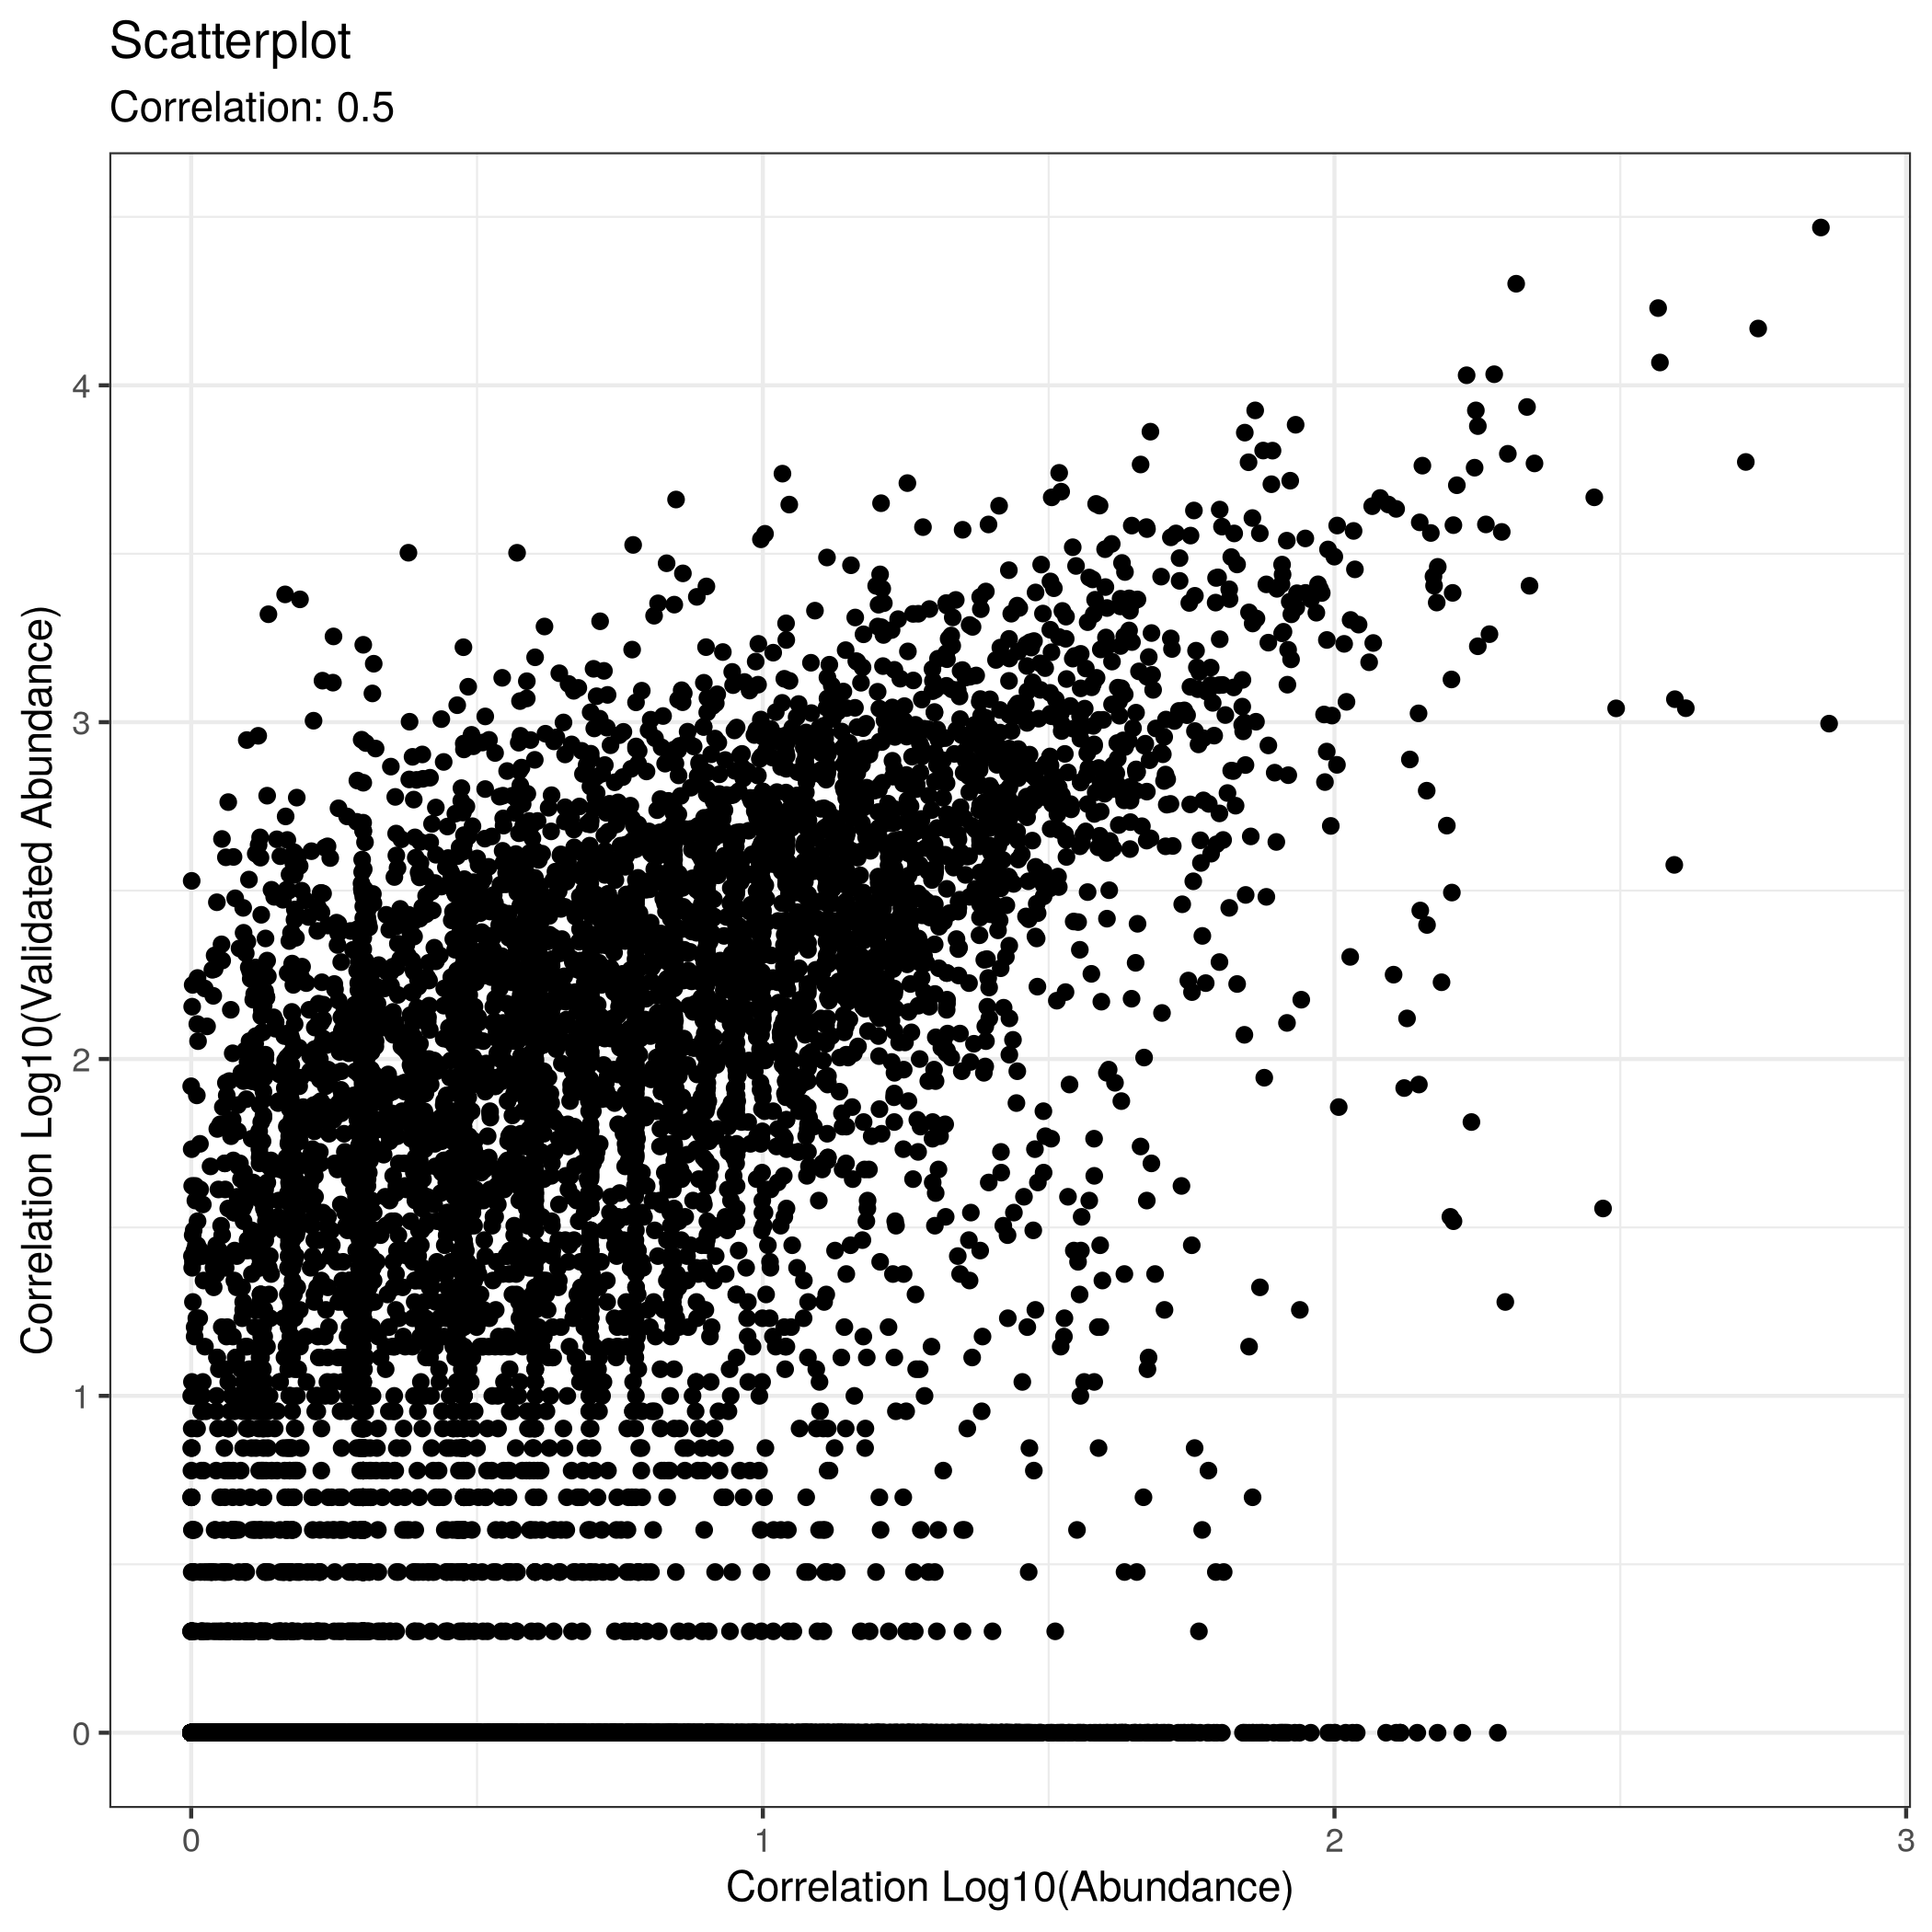 Scatterplot
Correlation: 0.5
Correlation Log10(Validated Abundance)
4
3
2
1
0
0 1 2 3
Correlation Log10(Abundance)